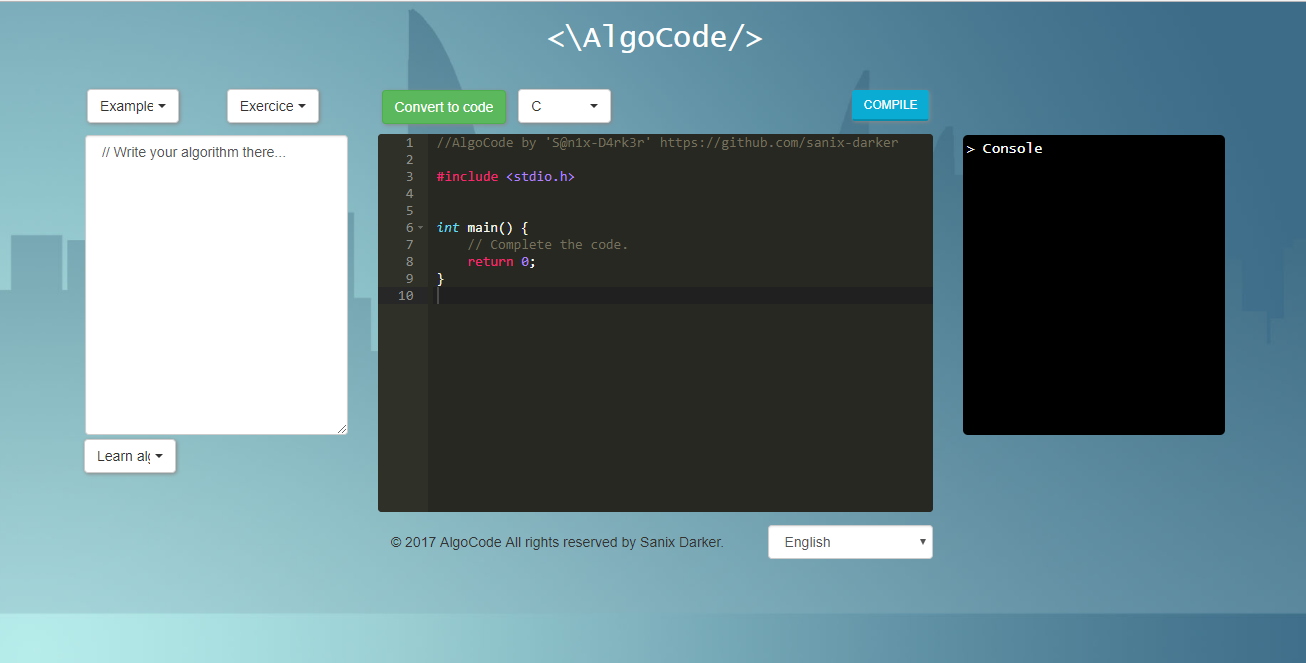 <\AlgoCode/>
Example
Exercice
Convert to code
C
COMPILE
// Write your algorithm there...
1 //AlgoCode by 'S@n1x-D4rk3r' https://github.com/sanix-darker
2
3 #include <stdio.h>
4
5
6 int main() {
7 // Complete the code.
8 return 0;
9 }
10
> Console
Learn alg
© 2017 AlgoCode All rights reserved by Sanix Darker.
English